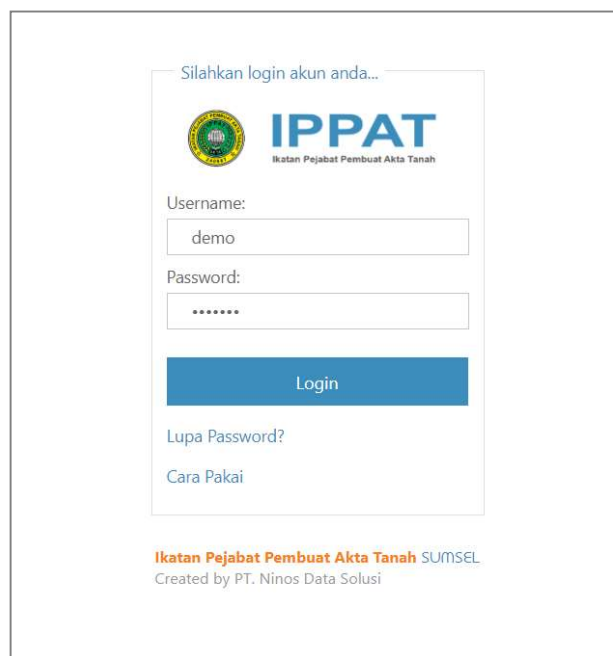 Silahkan login akun anda...
IPPAT
Ikatan Pejabat Pembuat Akta Tanah
Username:
demo
Password:
•••••••
Login
Lupa Password?
Cara Pakai
Ikatan Pejabat Pembuat Akta Tanah SUMSEL
Created by PT. Ninos Data Solusi